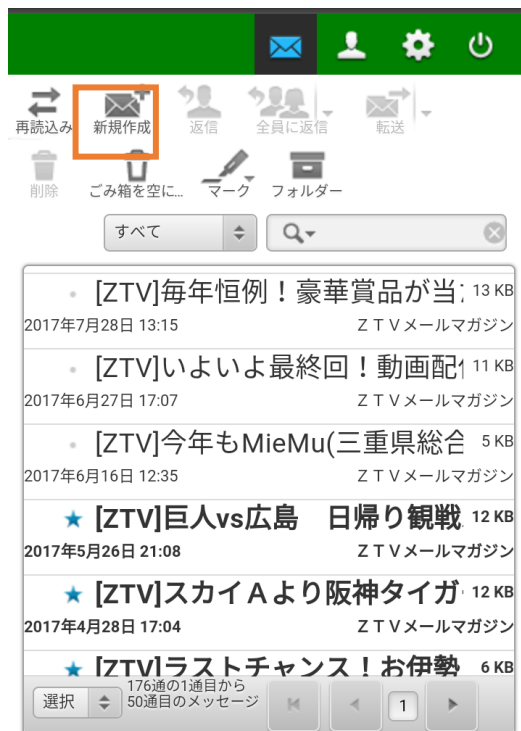 再読込み 新規作成 返信 全員に返信 転送
削除 ごみ箱を空に... マーク フォルダー
すべて
[ZTV]毎年恒例！豪華賞品が当 13 KB
2017年7月28日 13:15 ＺＴＶメールマガジン
[ZTV]いよいよ最終回！動画配 11 KB
2017年6月27日 17:07 ＺＴＶメールマガジン
[ZTV]今年もMieMu(三重県総合 5 KB
2017年6月16日 12:35 ＺＴＶメールマガジン
[ZTV]巨人vs広島　日帰り観戦 12 KB
2017年5月26日 21:08 ＺＴＶメールマガジン
[ZTV]スカイＡより阪神タイガ 12 KB
2017年4月28日 17:04 ＺＴＶメールマガジン
[ZTV]ラストチャンス！お伊勢 6 KB
選択 176通の1通目から
50通目のメッセージ 1